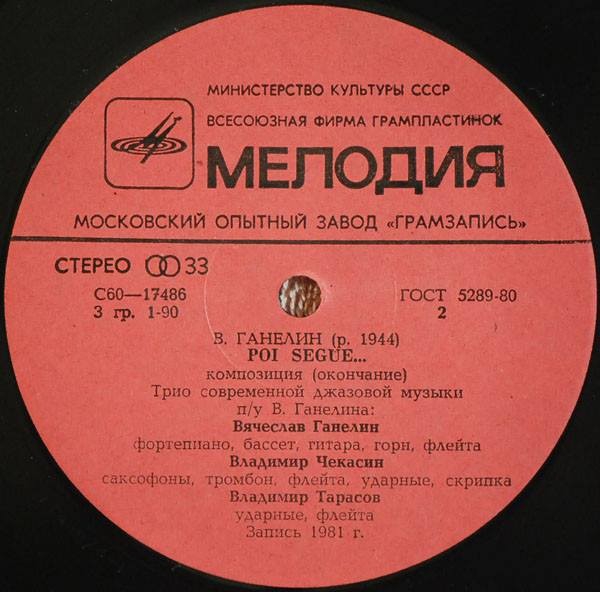 МИНИСТЕРСТВО КУЛЬТУРЫ СССР
ВСЕСОЮЗНАЯ ФИРМА ГРАМПЛАСТИНОК
МЕЛОДИЯ
МОСКОВСКИЙ ОПЫТНЫЙ ЗАВОД «ГРАМЗАПИСЬ»
СТЕРЕО 33
С60—17486 ГОСТ 5289-80
3 гр. 1-90 2
В. ГАНЕЛИН (р. 1944)
POI SEGUE...
композиция (окончание)
Трио современной джазовой музыки
п/у В. Ганелина:
Вячеслав Ганелин
фортепиано, бассет, гитара, горн, флейта
Владимир Чекасин
саксофоны, тромбон, флейта, ударные, скрипка
Владимир Тарасов
ударные, флейта
Запись 1981 г.